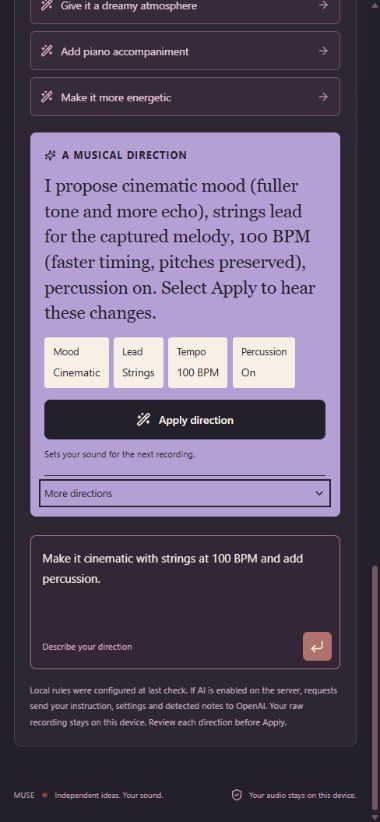 Give it a dreamy atmosphere
Add piano accompaniment
Make it more energetic
A MUSICAL DIRECTION
I propose cinematic mood (fuller
tone and more echo), strings lead
for the captured melody, 100 BPM
(faster timing, pitches preserved),
percussion on. Select Apply to hear
these changes.
Mood Lead Tempo Percussion
Cinematic Strings 100 BPM On
Apply direction
Sets your sound for the next recording.
More directions
Make it cinematic with strings at 100 BPM and add
percussion.
Describe your direction
Local rules were configured at last check. If AI is enabled on the server, requests
send your instruction, settings and detected notes to OpenAI. Your raw
recording stays on this device. Review each direction before Apply.
MUSE Independent ideas. Your sound. Your audio stays on this device.